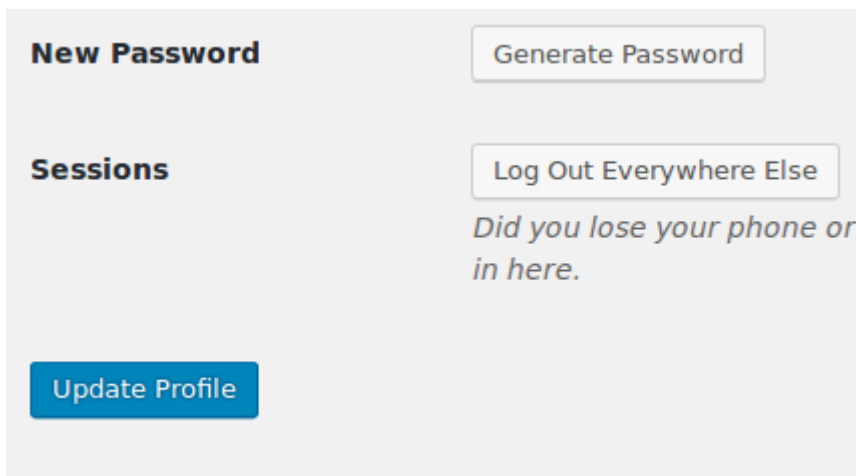 New Password
Generate Password
Sessions
Log Out Everywhere Else
Did you lose your phone or
in here.
Update Profile